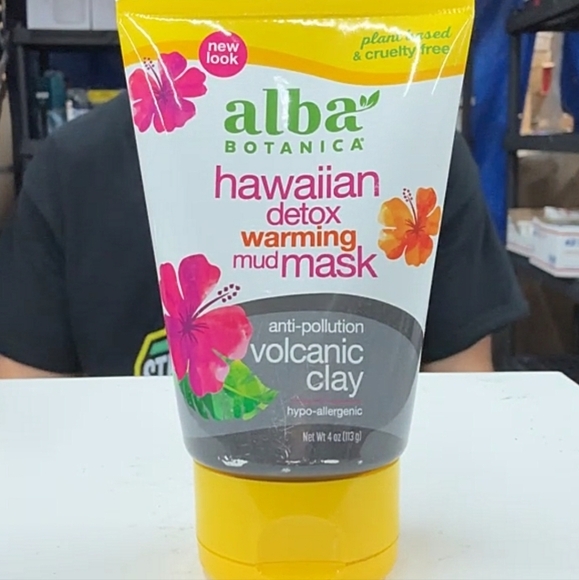 new
look
plant based
& cruelty free
alba
BOTANICA
hawaiian
detox
warming
mud mask
anti-pollution
volcanic
clay
hypo-allergenic
Net Wt 4 oz (113 g)